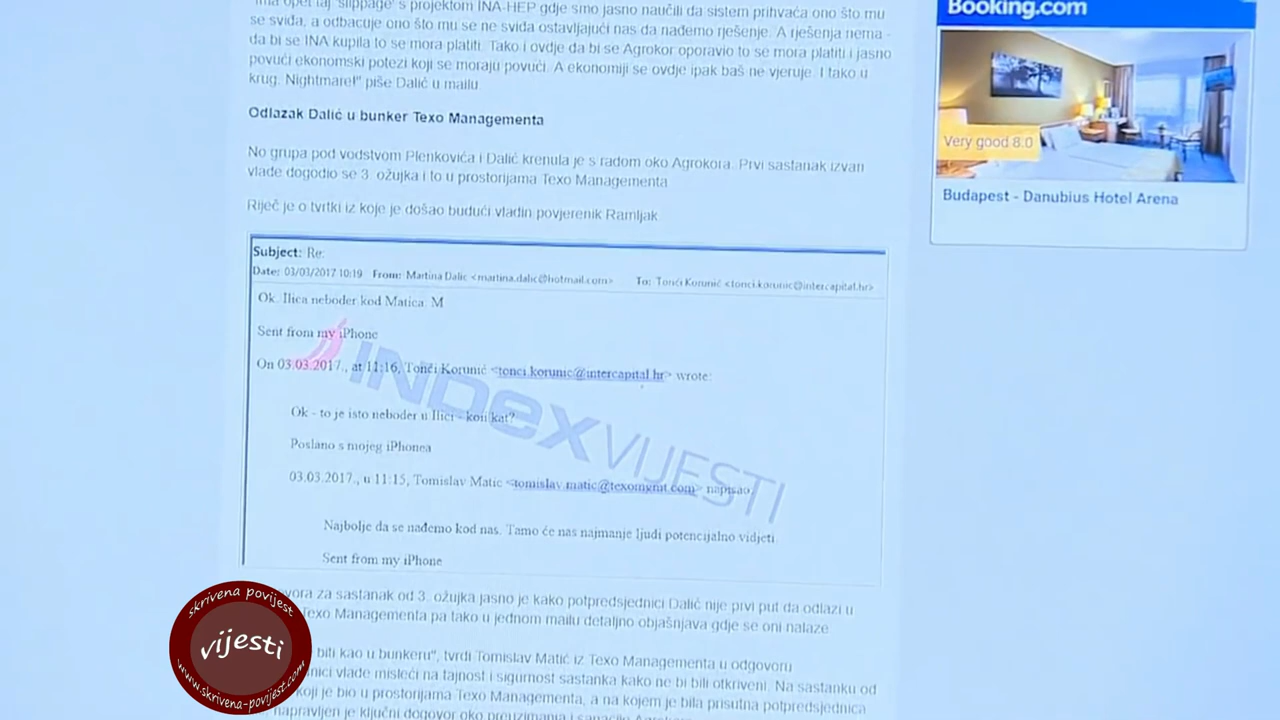 Ima opet taj 'slippage' s projektom INA-HEP gdje smo jasno naučili da sistem prihvaća ono što mu
se sviđa, a odbacuje ono što mu se ne sviđa ostavljajući nas da nađemo rješenje. A rješenja nema -
da bi se INA kupila to se mora platiti. Tako i ovdje da bi se Agrokor oporavio to se mora platiti i jasno
povući ekonomski potezi koji se moraju povući. A ekonomiji se ovdje ipak baš ne vjeruje. I tako u
krug. Nightmare!" piše Dalić u mailu
Odlazak Dalić u bunker Texo Managementa
No grupa pod vodstvom Plenkovića i Dalić krenula je s radom oko Agrokora. Prvi sastanak izvan
vlade dogodio se 3. ožujka i to u prostorijama Texo Managementa
Riječ je o tvrtki iz koje je došao budući vladin povjerenik Ramljak.
Subject: Re:
Date: 03/03/2017 10:19 From: Martina Dalic <martina.dalic@hotmail.com> To: Tonći Korunić <tonci.korunic@intercapital.hr>
Ok. Ilica neboder kod Matica. M
Sent from my iPhone
On 03.03.2017., at 11:16, Tonči Korunić <tonci.korunic@intercapital.hr> wrote:
Ok - to je isto neboder u Ilici - koji kat?
Poslano s mojeg iPhonea
03.03.2017., u 11:15, Tomislav Matic <tomislav.matic@texomgmt.com> napisao:
Najbolje da se nađemo kod nas. Tamo će nas najmanje ljudi potencijalno vidjeti.
Sent from my iPhone
INDEX VIJESTI
vora za sastanak od 3. ožujka jasno je kako potpredsjednici Dalić nije prvi put da odlazi u
Texo Managementa pa tako u jednom mailu detaljno objašnjava gdje se oni nalaze
bili kao u bunkeru", tvrdi Tomislav Matić iz Texo Managementa u odgovoru
nici vlade misleći na tajnost i sigurnost sastanka kako ne bi bili otkriveni. Na sastanku od
koji je bio u prostorijama Texo Managementa, a na kojem je bila prisutna potpredsjednica
napravljen je ključni dogovor oko preuzimanja i sanacije
Booking.com
Very good 8.0
Budapest - Danubius Hotel Arena
skrivena povijest
vijesti
www.skrivena-povijest.com